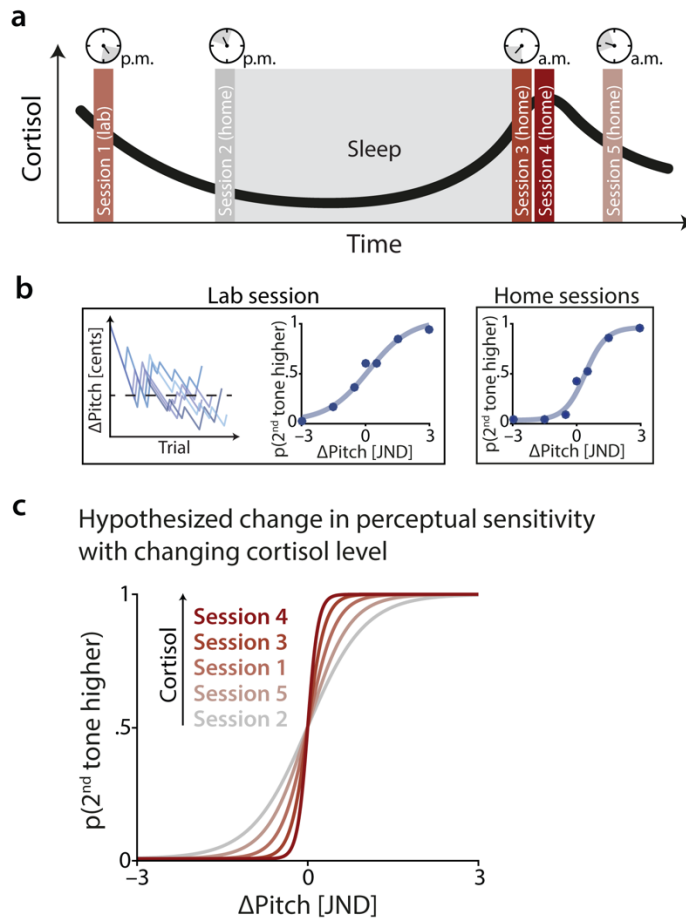 a
p.m.
p.m.
a.m.
a.m.
Cortisol
Session 1 (lab)
Session 2 (home)
Sleep
Session 3 (home)
Session 4 (home)
Session 5 (home)
Time
b
Lab session
Home sessions
ΔPitch [cents]
Trial
p(2nd tone higher)
1
.5
0
−3
0
3
ΔPitch [JND]
p(2nd tone higher)
1
.5
0
−3
0
3
ΔPitch [JND]
c
Hypothesized change in perceptual sensitivity
with changing cortisol level
p(2nd tone higher)
1
.5
0
Cortisol
Session 4
Session 3
Session 1
Session 5
Session 2
−3
0
3
ΔPitch [JND]